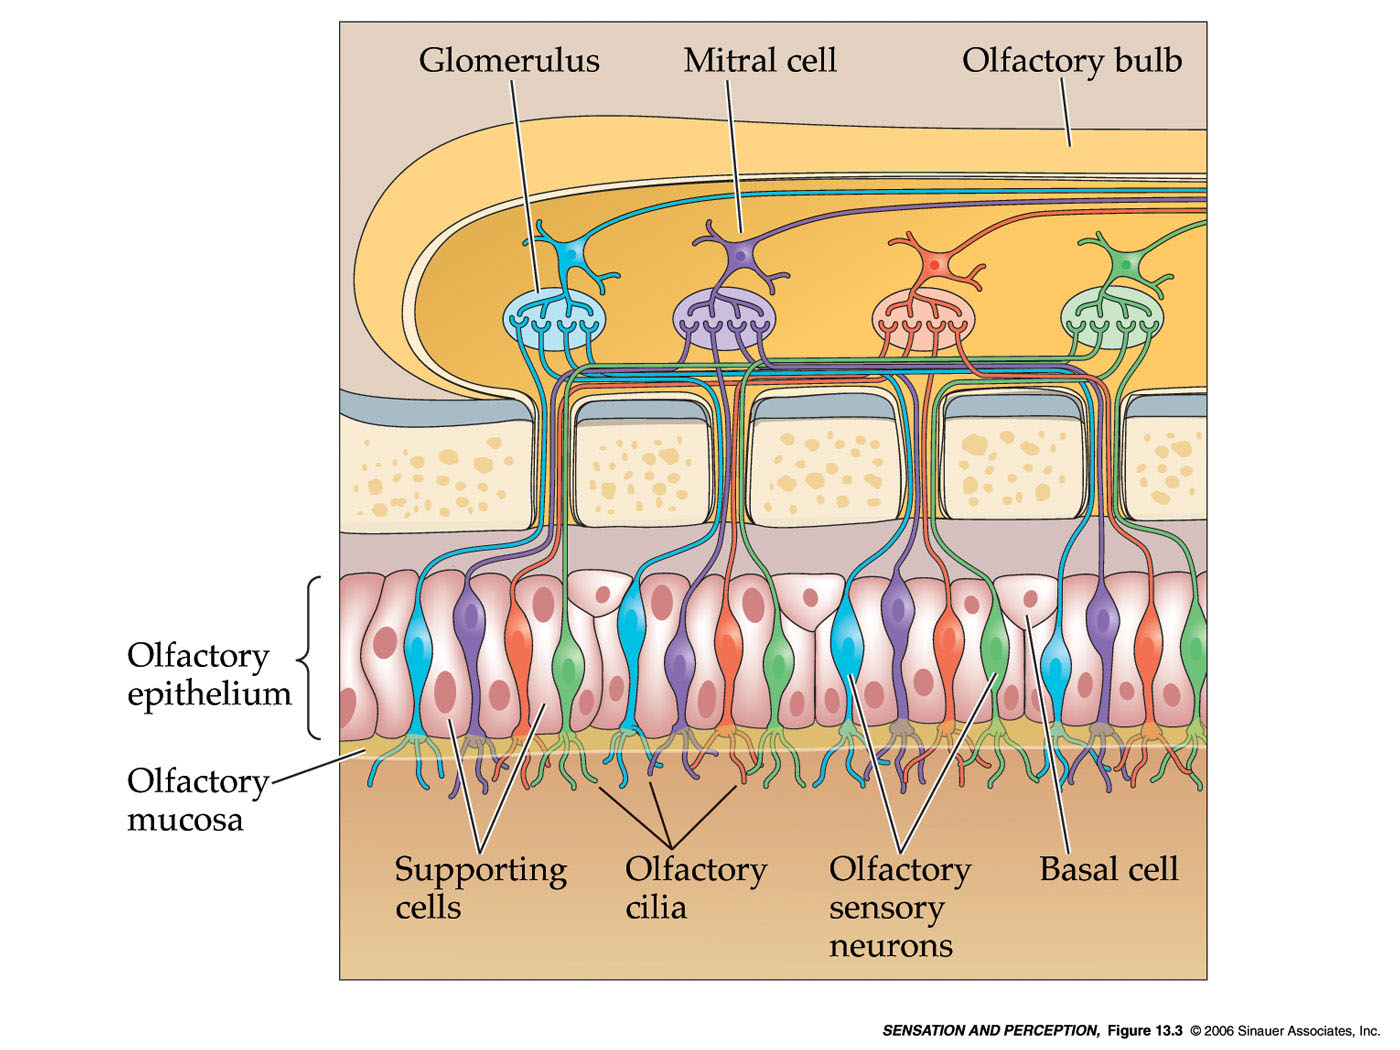 Glomerulus
Mitral cell
Olfactory bulb
Olfactory
epithelium
Olfactory
mucosa
Supporting
cells
Olfactory
cilia
Olfactory
sensory
neurons
Basal cell
SENSATION AND PERCEPTION, Figure 13.3 © 2006 Sinauer Associates, Inc.